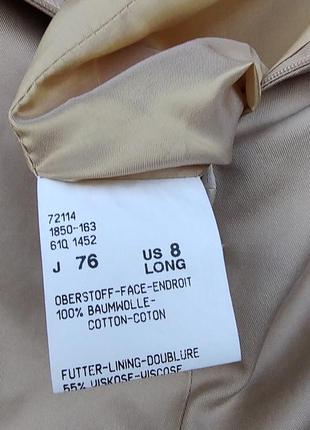 72114
1850-163
61Q 1452
J 76 US 8
LONG
OBERSTOFF-FACE-ENDROIT
100% BAUMWOLLE-
COTTON-COTON
FUTTER-LINING-DOUBLURE
55% VISKOSE-VISCOSE